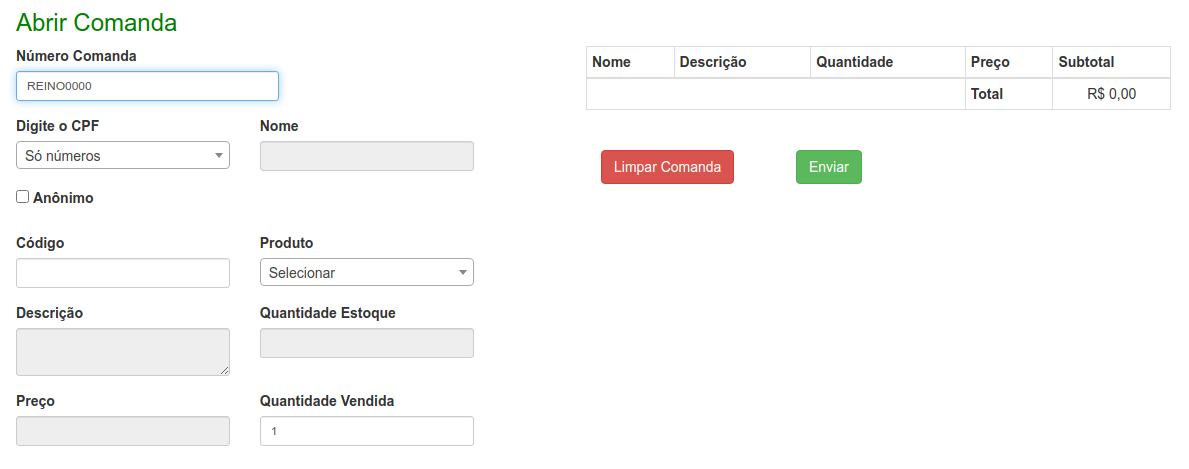 Abrir Comanda
Número Comanda
REINO0000
Digite o CPF Nome
Só números
Anônimo
Código Produto
Selecionar
Descrição Quantidade Estoque
Preço Quantidade Vendida
1
Nome Descrição Quantidade Preço Subtotal
Total R$ 0,00
Limpar Comanda Enviar